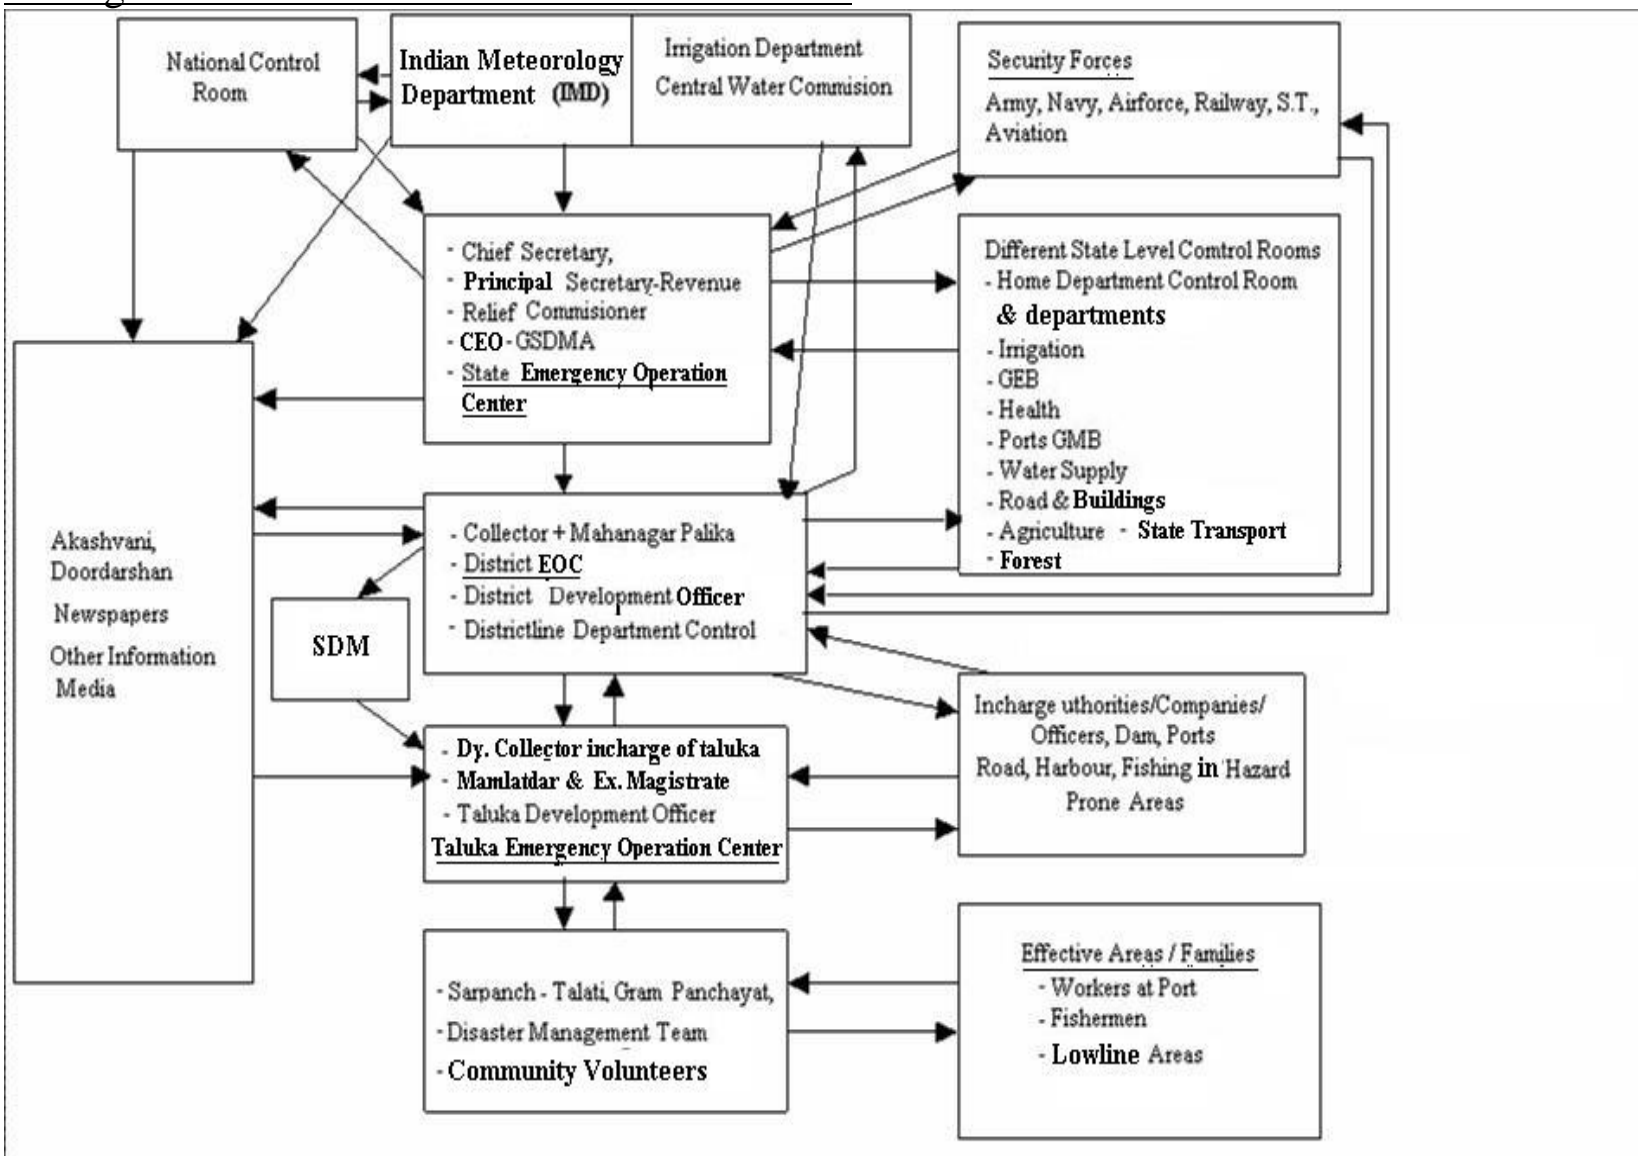 National Control
Room
Indian Meteorology
Department (IMD)
Irrigation Department
Central Water Commision
Security Forces
Army, Navy, Airforce, Railway, S.T.,
Aviation
- Chief Secretary,
- Principal Secretary-Revenue
- Relief Commisioner
- CEO - GSDMA
- State Emergency Operation
Center
Different State Level Comtrol Rooms
- Home Department Control Room
& departments
- Irrigation
- GEB
- Health
- Ports GMB
- Water Supply
- Road & Buildings
- Agriculture - State Transport
- Forest
Akashvani,
Doordarshan
Newspapers
Other Information
Media
- Collector + Mahanagar Palika
- District EOC
- District Development Officer
- Districtline Department Control
SDM
Incharge uthorities/Companies/
Officers, Dam, Ports
Road, Harbour, Fishing in Hazard
Prone Areas
- Dy. Collector incharge of taluka
- Mamlatdar & Ex. Magistrate
- Taluka Development Officer
Taluka Emergency Operation Center
- Sarpanch - Talati, Gram Panchayat,
- Disaster Management Team
- Community Volunteers
Effective Areas / Families
- Workers at Port
- Fishermen
- Lowline Areas